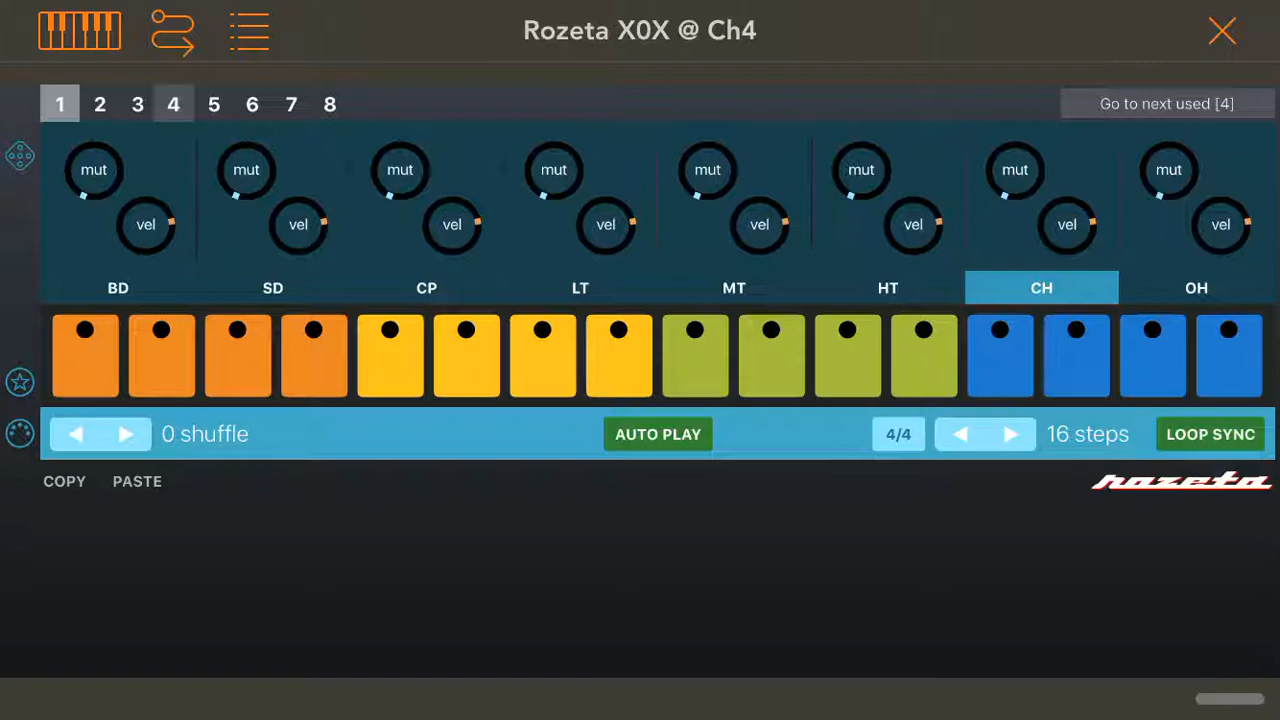 Rozeta X0X @ Ch4
1 2 3 4 5 6 7 8 Go to next used [4]
mut mut mut mut mut mut mut mut
vel vel vel vel vel vel vel vel
BD SD CP LT MT HT CH OH
0 shuffle AUTO PLAY 4/4 16 steps LOOP SYNC
COPY PASTE rozeta